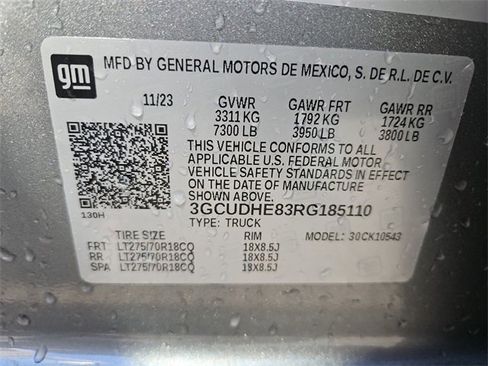 gm
MFD BY GENERAL MOTORS DE MEXICO, S. DE R.L. DE C.V.
11/23 GVWR GAWR FRT GAWR RR
3311 KG 1792 KG 1724 KG
7300 LB 3950 LB 3800 LB
THIS VEHICLE CONFORMS TO ALL
APPLICABLE U.S. FEDERAL MOTOR
VEHICLE SAFETY STANDARDS IN EFFECT
ON THE DATE OF MANUFACTURE SHOWN
3GCUDHE83RG185110
130H TYPE: TRUCK
TIRE SIZE RIM MODEL: 30CK10543
FRT LT275/70R18CQ 18X8.5J
RR LT275/70R18CQ 18X8.5J
SPA LT275/70R18CQ 18X8.5J